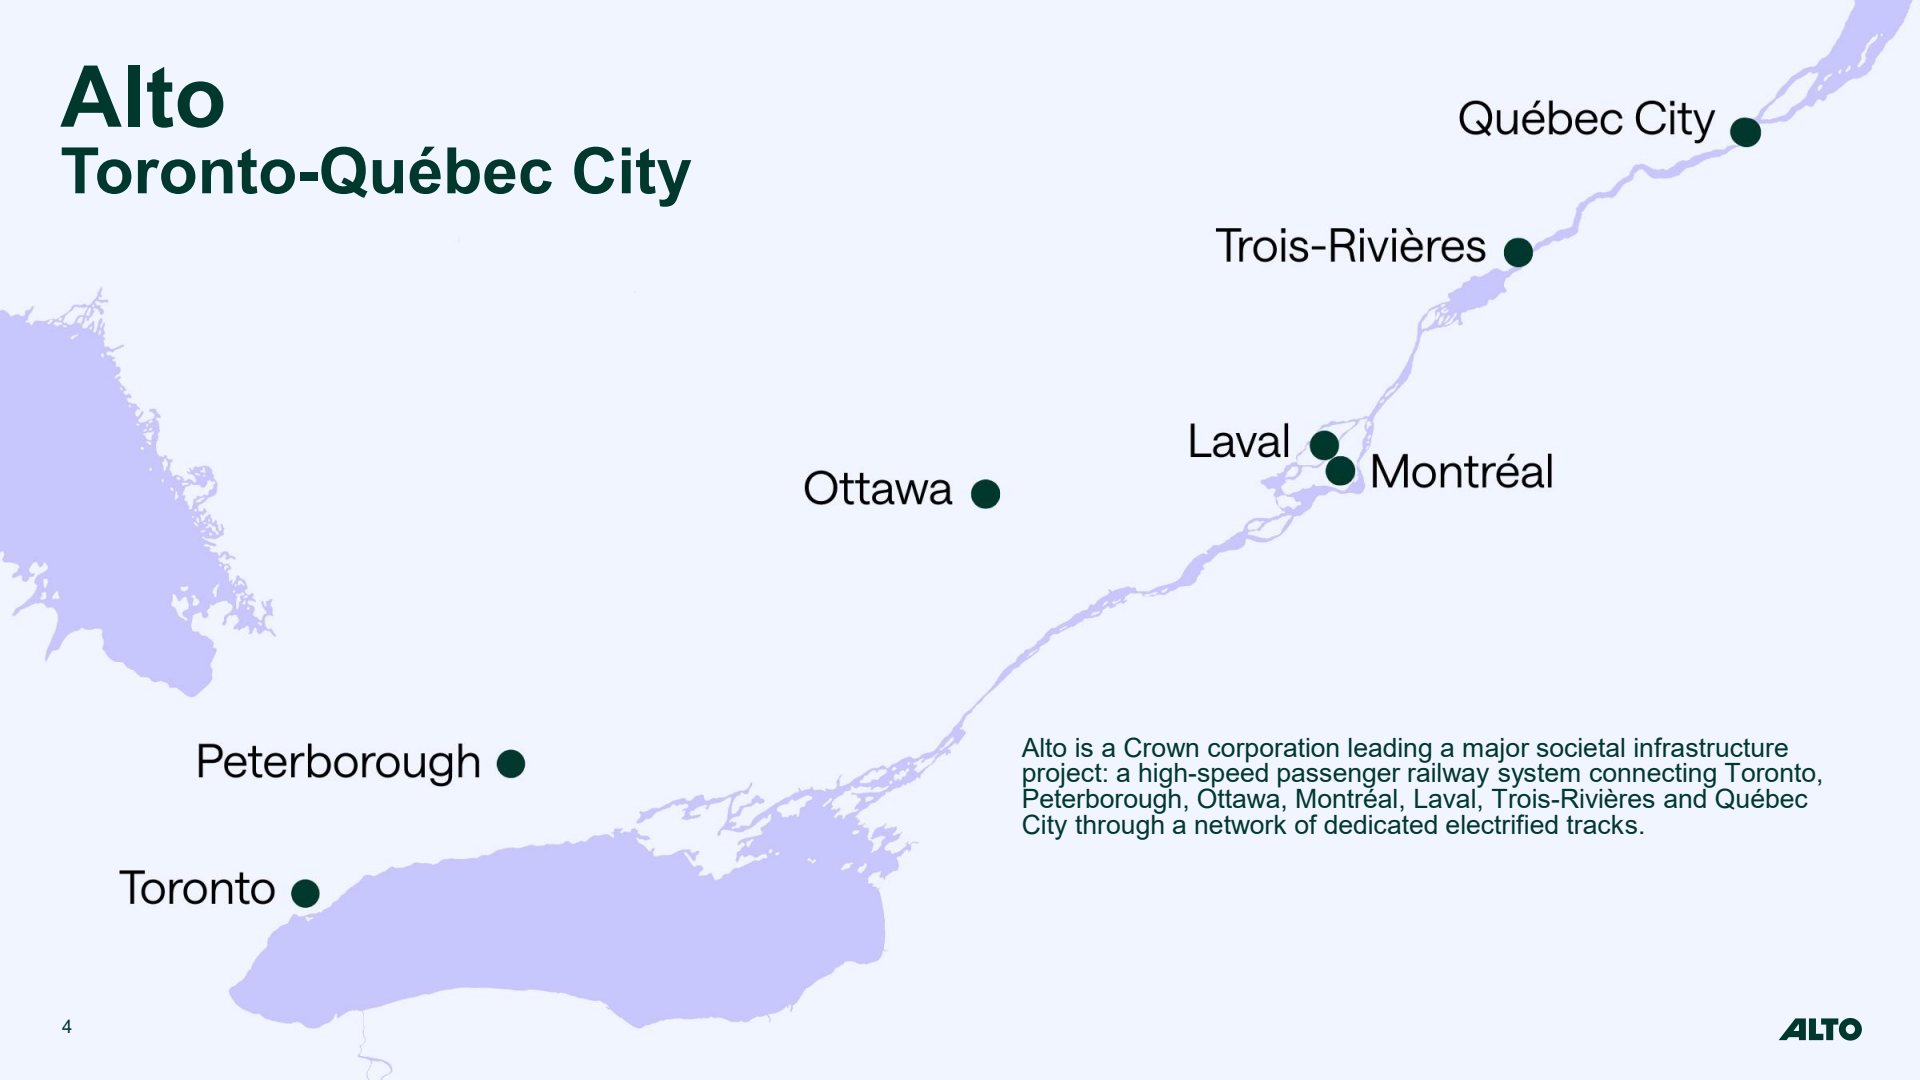 Alto
Toronto-Québec City
Québec City
Trois-Rivières
Laval
Montréal
Ottawa
Peterborough
Toronto
Alto is a Crown corporation leading a major societal infrastructure
project: a high-speed passenger railway system connecting Toronto,
Peterborough, Ottawa, Montréal, Laval, Trois-Rivières and Québec
City through a network of dedicated electrified tracks.
4
ALTO